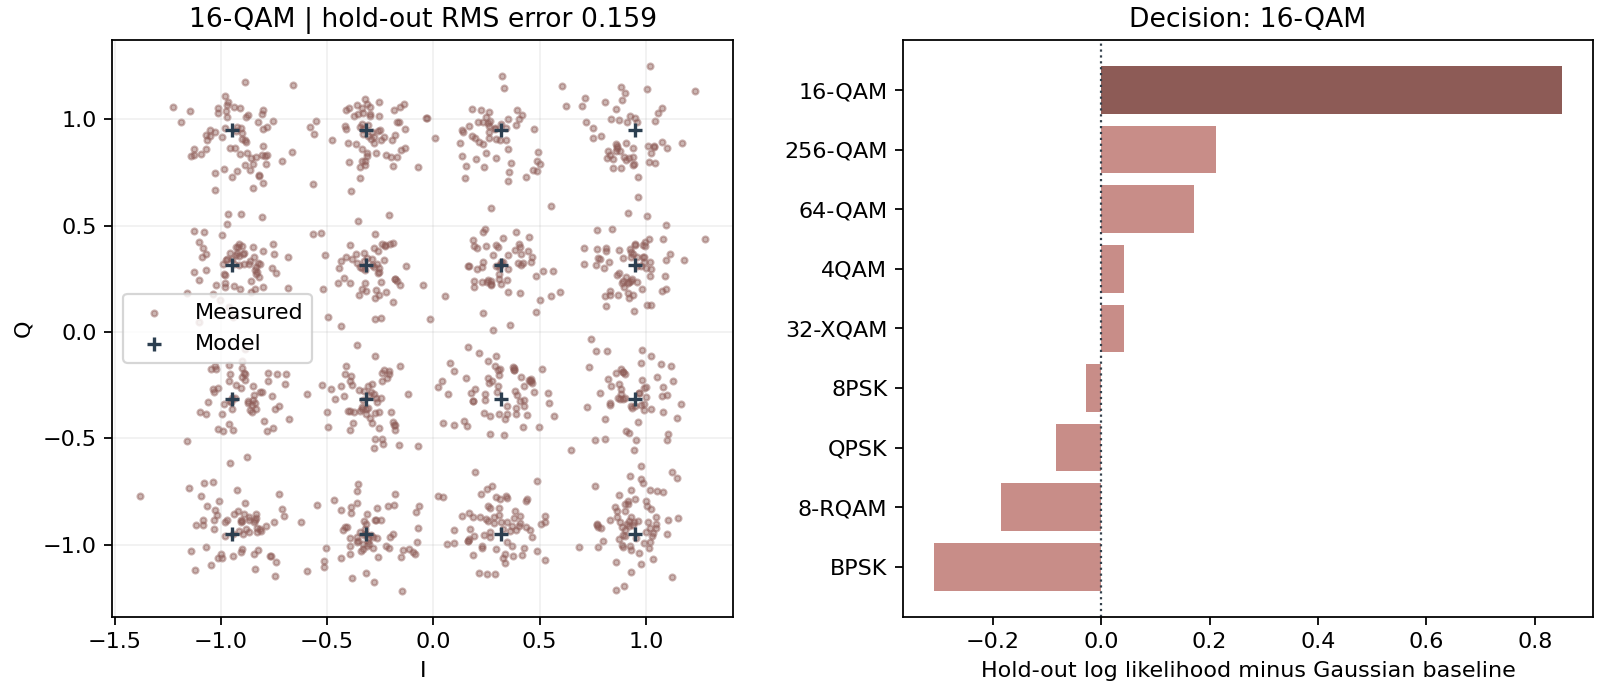 16-QAM | hold-out RMS error 0.159
Q
1.0
0.5
0.0
−0.5
−1.0
Measured
Model
−1.5 −1.0 −0.5 0.0 0.5 1.0
I
Decision: 16-QAM
16-QAM
256-QAM
64-QAM
4QAM
32-XQAM
8PSK
QPSK
8-RQAM
BPSK
−0.2 0.0 0.2 0.4 0.6 0.8
Hold-out log likelihood minus Gaussian baseline